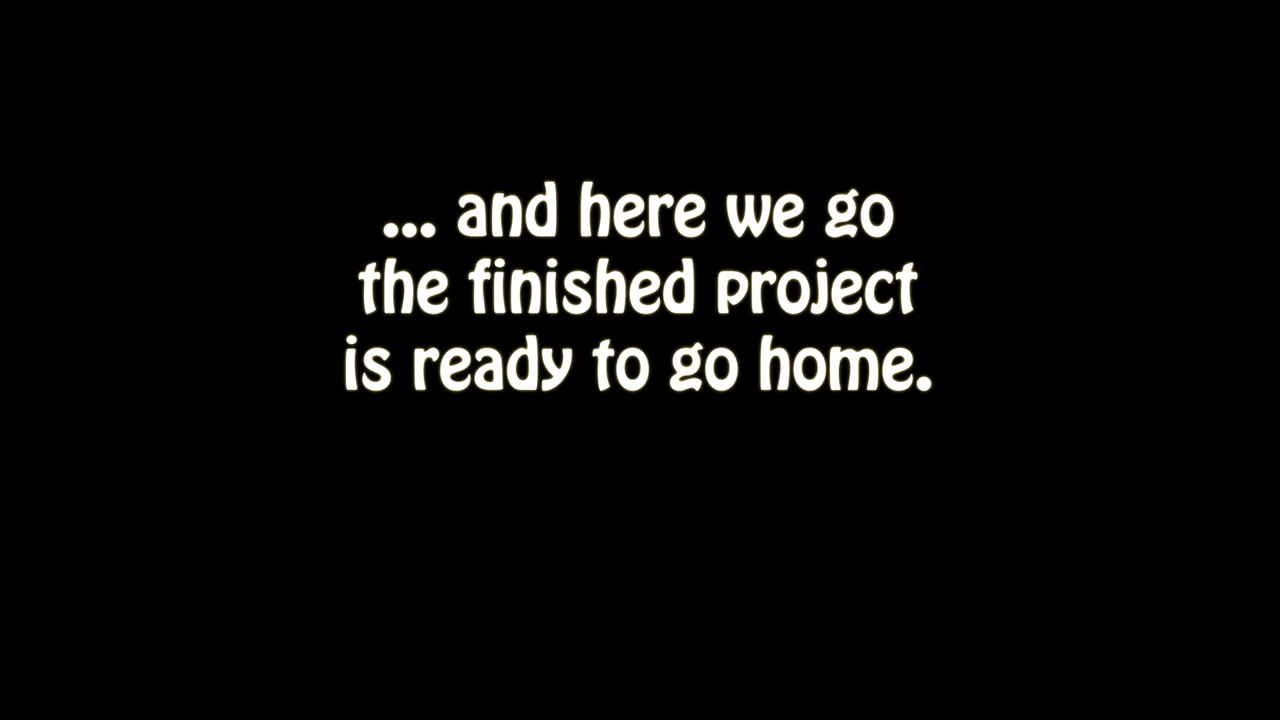 ... and here we go
the finished project
is ready to go home.